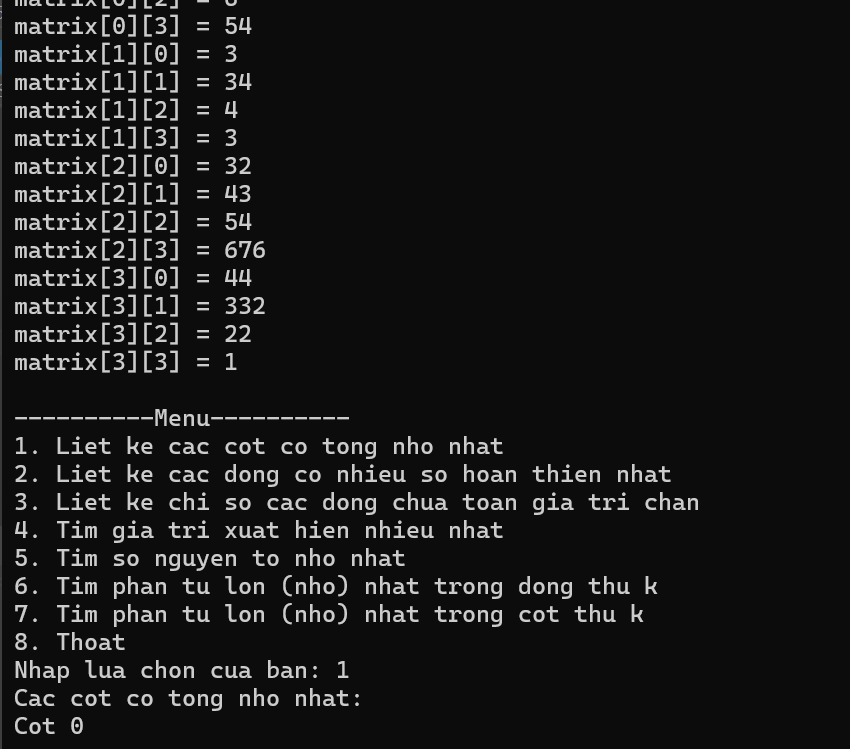 matrix[0][2] = 8
matrix[0][3] = 54
matrix[1][0] = 3
matrix[1][1] = 34
matrix[1][2] = 4
matrix[1][3] = 3
matrix[2][0] = 32
matrix[2][1] = 43
matrix[2][2] = 54
matrix[2][3] = 676
matrix[3][0] = 44
matrix[3][1] = 332
matrix[3][2] = 22
matrix[3][3] = 1
----------Menu----------
1. Liet ke cac cot co tong nho nhat
2. Liet ke cac dong co nhieu so hoan thien nhat
3. Liet ke chi so cac dong chua toan gia tri chan
4. Tim gia tri xuat hien nhieu nhat
5. Tim so nguyen to nho nhat
6. Tim phan tu lon (nho) nhat trong dong thu k
7. Tim phan tu lon (nho) nhat trong cot thu k
8. Thoat
Nhap lua chon cua ban: 1
Cac cot co tong nho nhat:
Cot 0